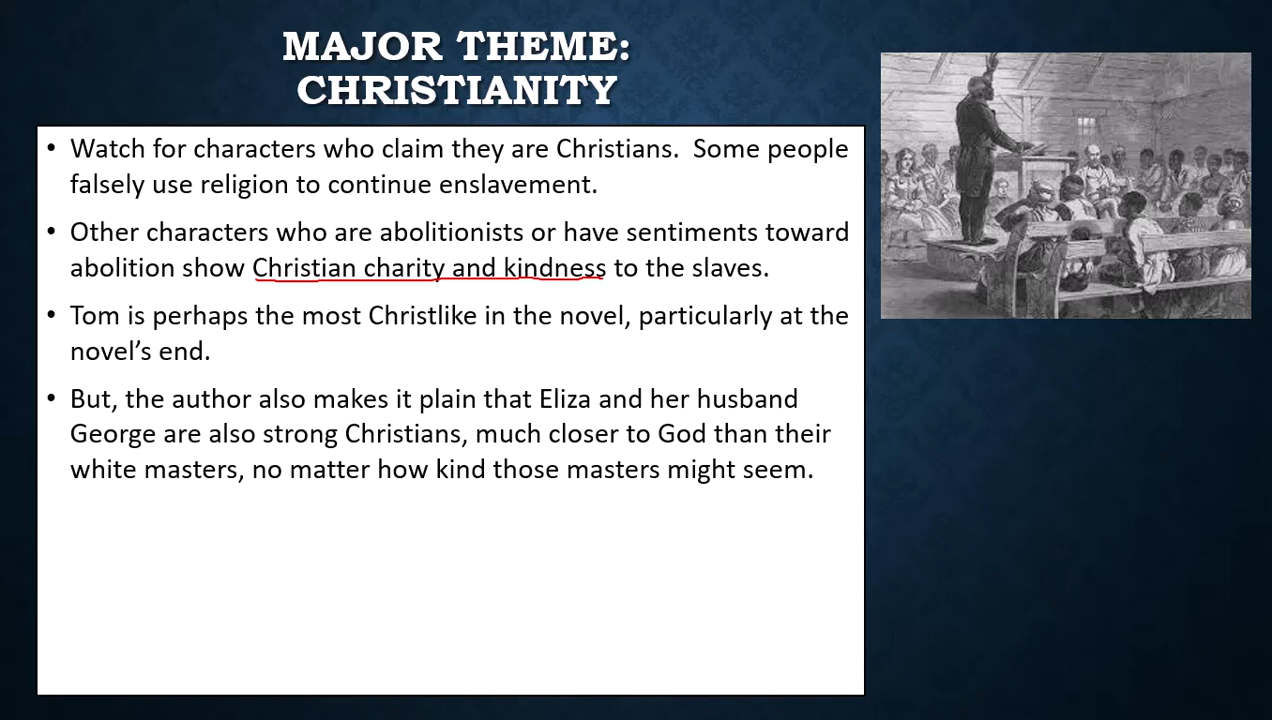 MAJOR THEME:
CHRISTIANITY
• Watch for characters who claim they are Christians.  Some people
falsely use religion to continue enslavement.
• Other characters who are abolitionists or have sentiments toward
abolition show Christian charity and kindness to the slaves.
• Tom is perhaps the most Christlike in the novel, particularly at the
novel’s end.
• But, the author also makes it plain that Eliza and her husband
George are also strong Christians, much closer to God than their
white masters, no matter how kind those masters might seem.